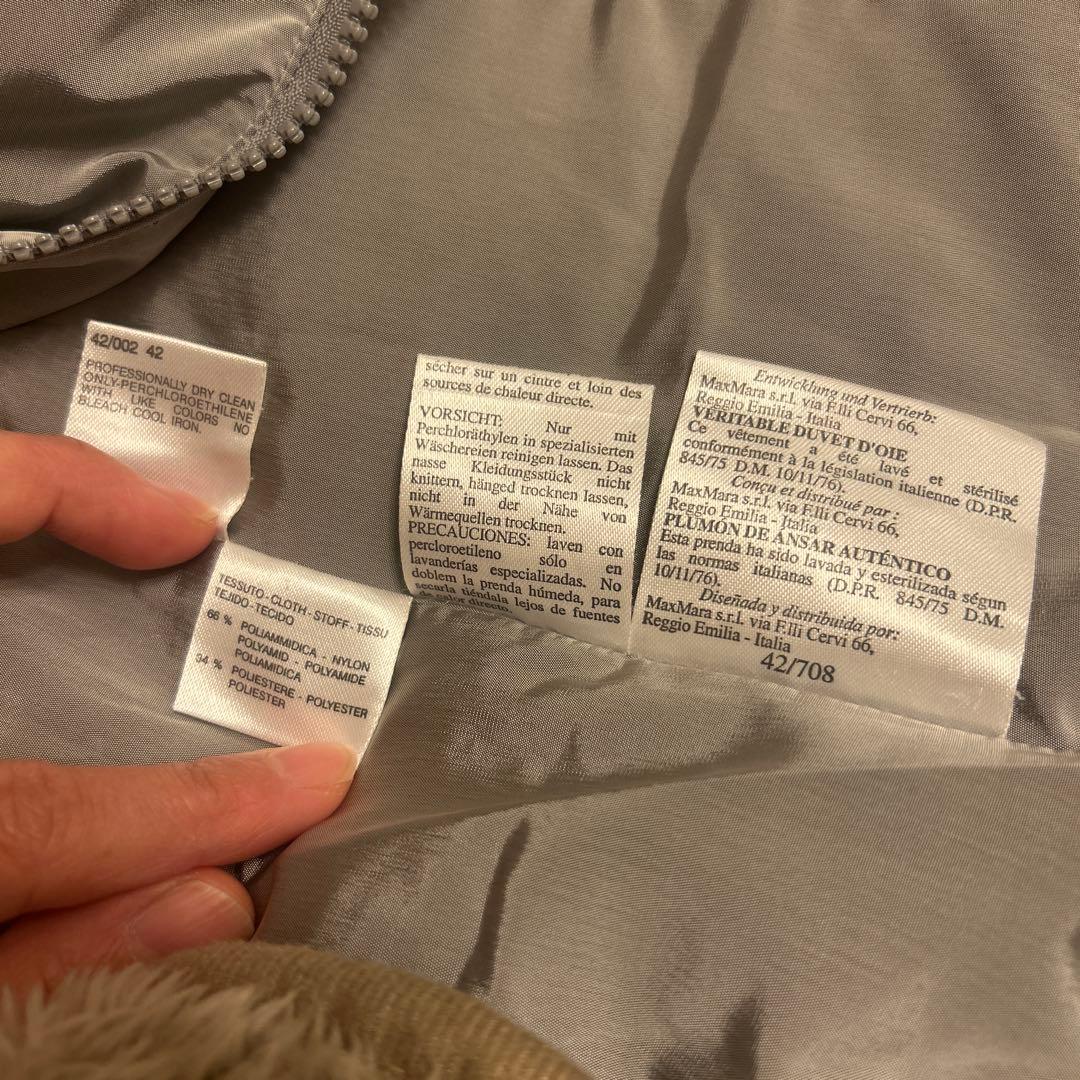 42/002 42
PROFESSIONALLY DRY CLEAN
ONLY-PERCHLOROETHILENE
WITH LIKE COLORS NO
BLEACH COOL IRON.
TESSUTO-CLOTH-STOFF-TISSU
TEJIDO-TECIDO
66 % POLIAMMIDICA - NYLON
POLYAMID - POLYAMIDE
POLIAMIDICA
34 % POLIESTERE - POLYESTER
POLIESTER
sécher sur un cintre et loin des
sources de chaleur directe.
VORSICHT: Nur mit
Perchloräthylen in spezialisierten
Wäschereien reinigen lassen. Das
nasse Kleidungsstück nicht
knittern, hänged trocknen lassen,
nicht in der Nähe von
Wärmequellen trocknen.
PRECAUCIONES: laven con
percloroetileno sólo en
lavanderías especializadas. No
doblem la prenda húmeda, para
secarla tiéndala lejos de fuentes
de calor directo.
Entwicklung und Vertrierb:
MaxMara s.r.l. via F.lli Cervi 66,
Reggio Emilia - Italia
VÉRITABLE DUVET D'OIE
Ce vêtement a été lavé et stérilisé
conformément à la législation italienne (D.P.R.
845/75 D.M. 10/11/76).
Conçu et distribué par :
MaxMara s.r.l. via F.lli Cervi 66,
Reggio Emilia - Italia
PLUMÓN DE ÁNSAR AUTÉNTICO
Esta prenda ha sido lavada y esterilizada según
las normas italianas (D.P.R. 845/75 D.M.
10/11/76).
Diseñada y distribuida por:
MaxMara s.r.l. via F.lli Cervi 66,
Reggio Emilia - Italia
42/708